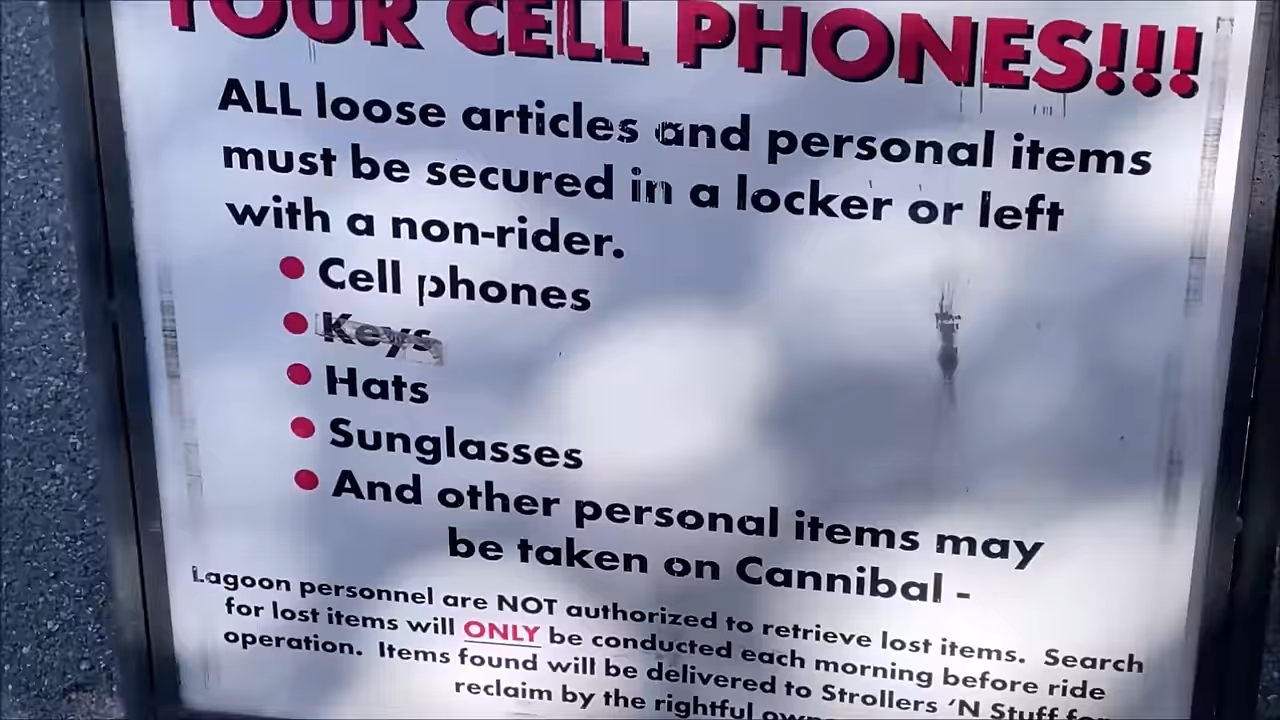 YOUR CELL PHONES!!!
ALL loose articles and personal items
must be secured in a locker or left
with a non-rider.
Cell phones
Keys
Hats
Sunglasses
And other personal items may
be taken on Cannibal -
Lagoon personnel are NOT authorized to retrieve lost items. Search
for lost items will ONLY be conducted each morning before ride
operation. Items found will be delivered to Strollers 'N Stuff for
reclaim by the rightful